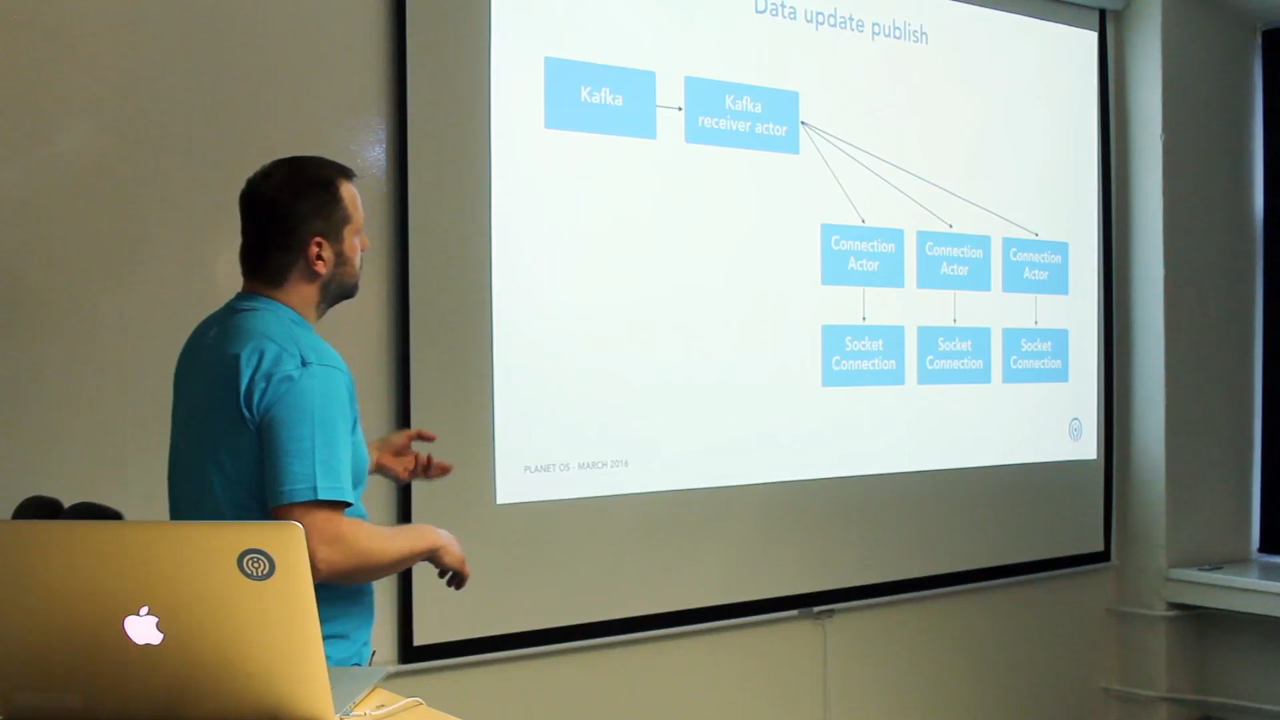 Data update publish
Kafka
Kafka
receiver actor
Connection
Actor
Connection
Actor
Connection
Actor
Socket
Connection
Socket
Connection
Socket
Connection
PLANET OS - MARCH 2016